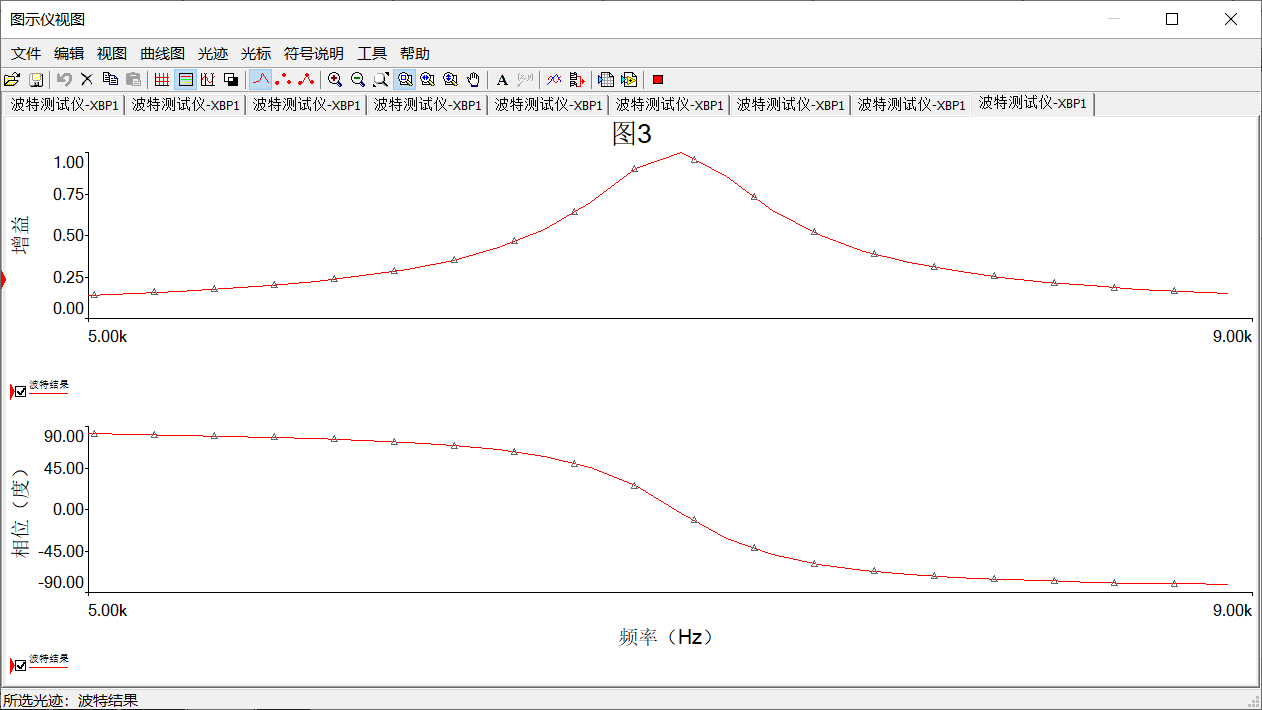 图示仪视图
文件 编辑 视图 曲线图 光迹 光标 符号说明 工具 帮助
波特测试仪-XBP1 波特测试仪-XBP1 波特测试仪-XBP1 波特测试仪-XBP1 波特测试仪-XBP1 波特测试仪-XBP1 波特测试仪-XBP1 波特测试仪-XBP1 波特测试仪-XBP1
图3
增益
1.00
0.75
0.50
0.25
0.00
5.00k 9.00k
波特结果
相位（度）
90.00
45.00
0.00
-45.00
-90.00
5.00k 9.00k
频率（Hz）
波特结果
所选光迹：波特结果